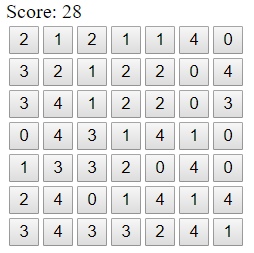 Score: 28
2 1 2 1 1 4 0
3 2 1 2 2 0 4
3 4 1 2 2 0 3
0 4 3 1 4 1 0
1 3 3 2 0 4 0
2 4 0 1 4 1 4
3 4 3 3 2 4 1